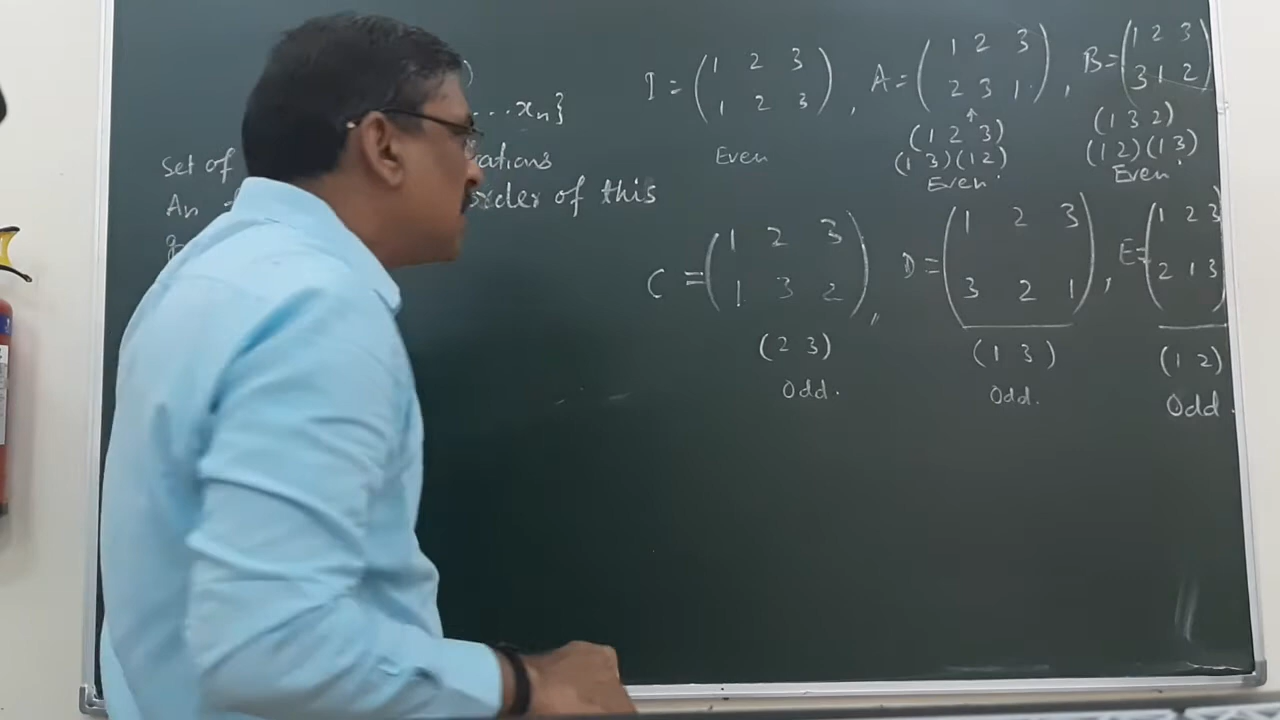 ... xₙ}
Set of
An
order of this
I = (1 2 3 / 1 2 3), A = (1 2 3 / 2 3 1), B = (1 2 3 / 3 1 2)
Even
(1 2 3)
(1 3)(1 2)
Even
(1 3 2)
(1 2)(1 3)
Even
C = (1 2 3 / 1 3 2), D = (1 2 3 / 3 2 1), E = (1 2 3 / 2 1 3)
(2 3)
Odd.
(1 3)
Odd.
(1 2)
Odd.